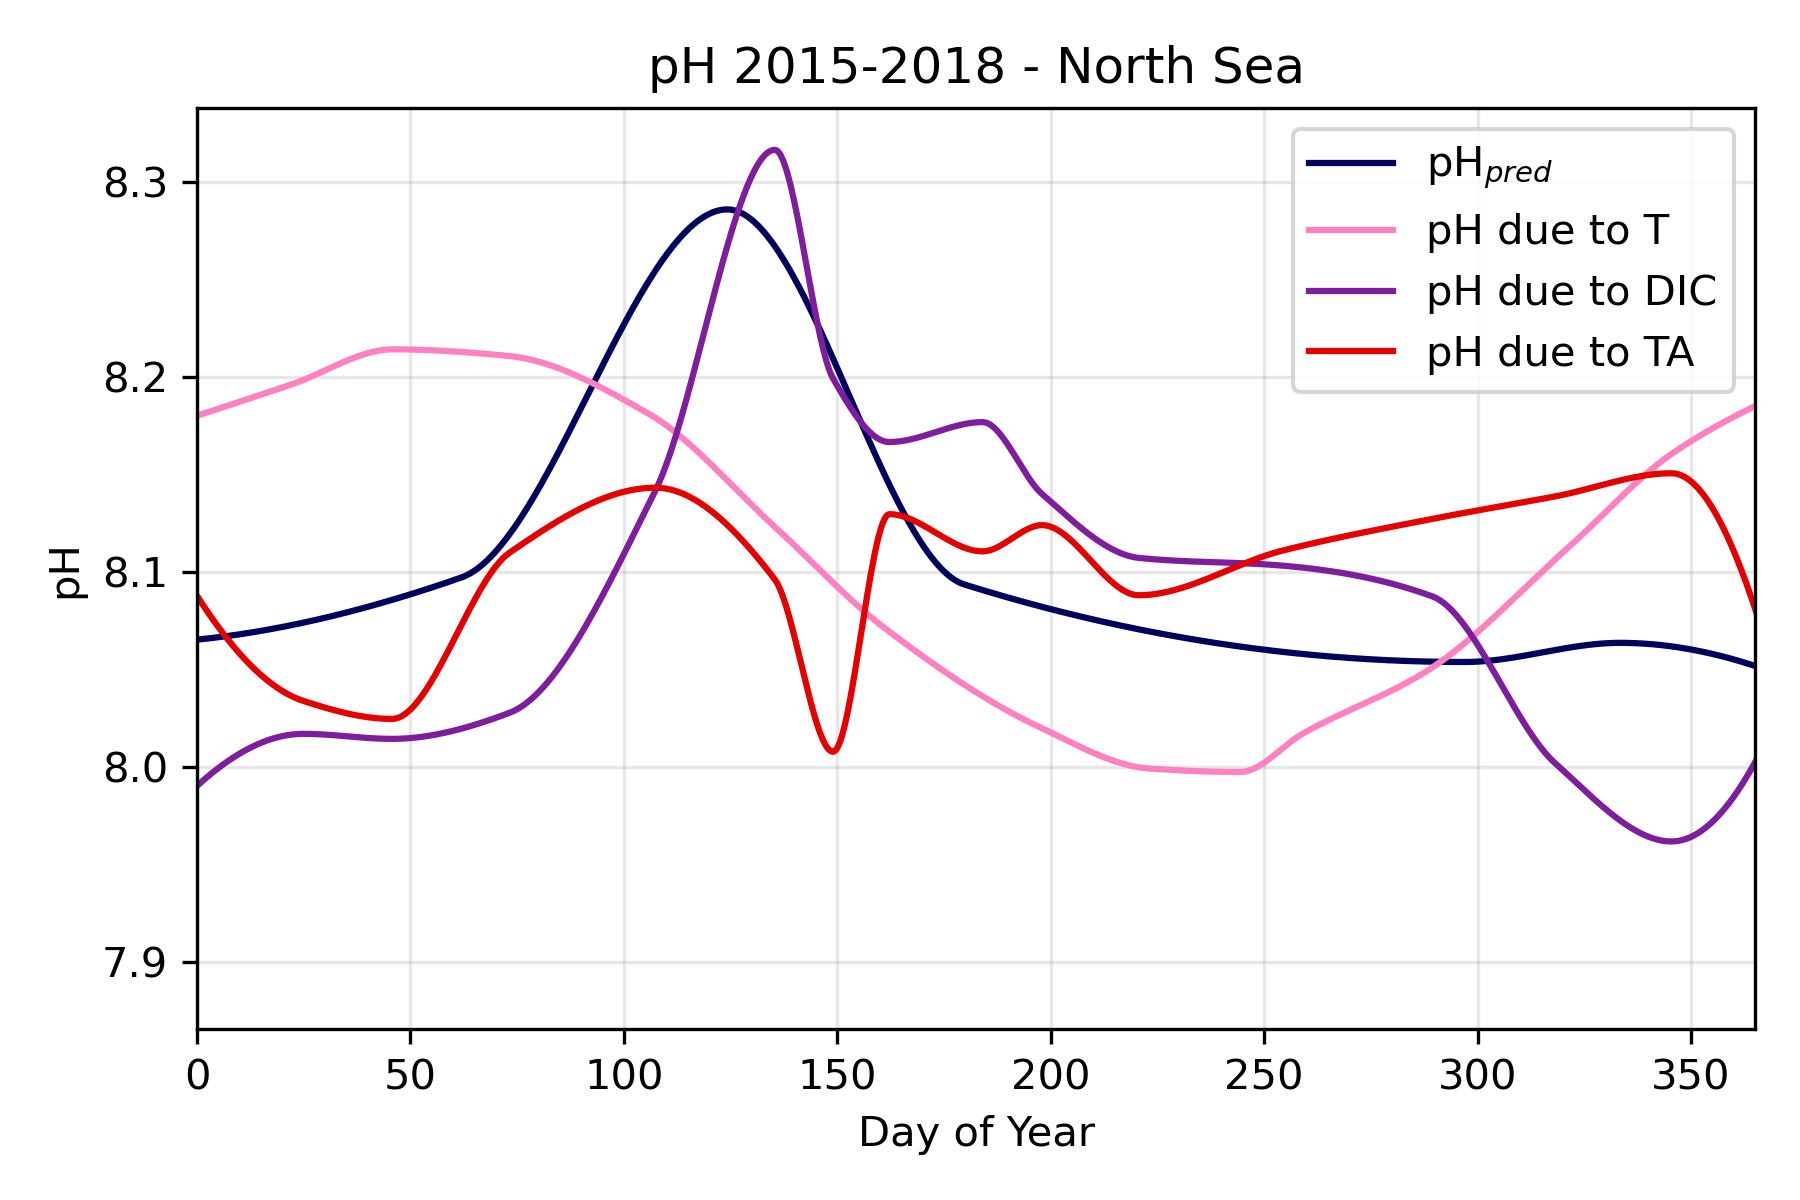 pH 2015-2018 - North Sea
pH
8.3
8.2
8.1
8.0
7.9
0 50 100 150 200 250 300 350
Day of Year
pH_pred
pH due to T
pH due to DIC
pH due to TA